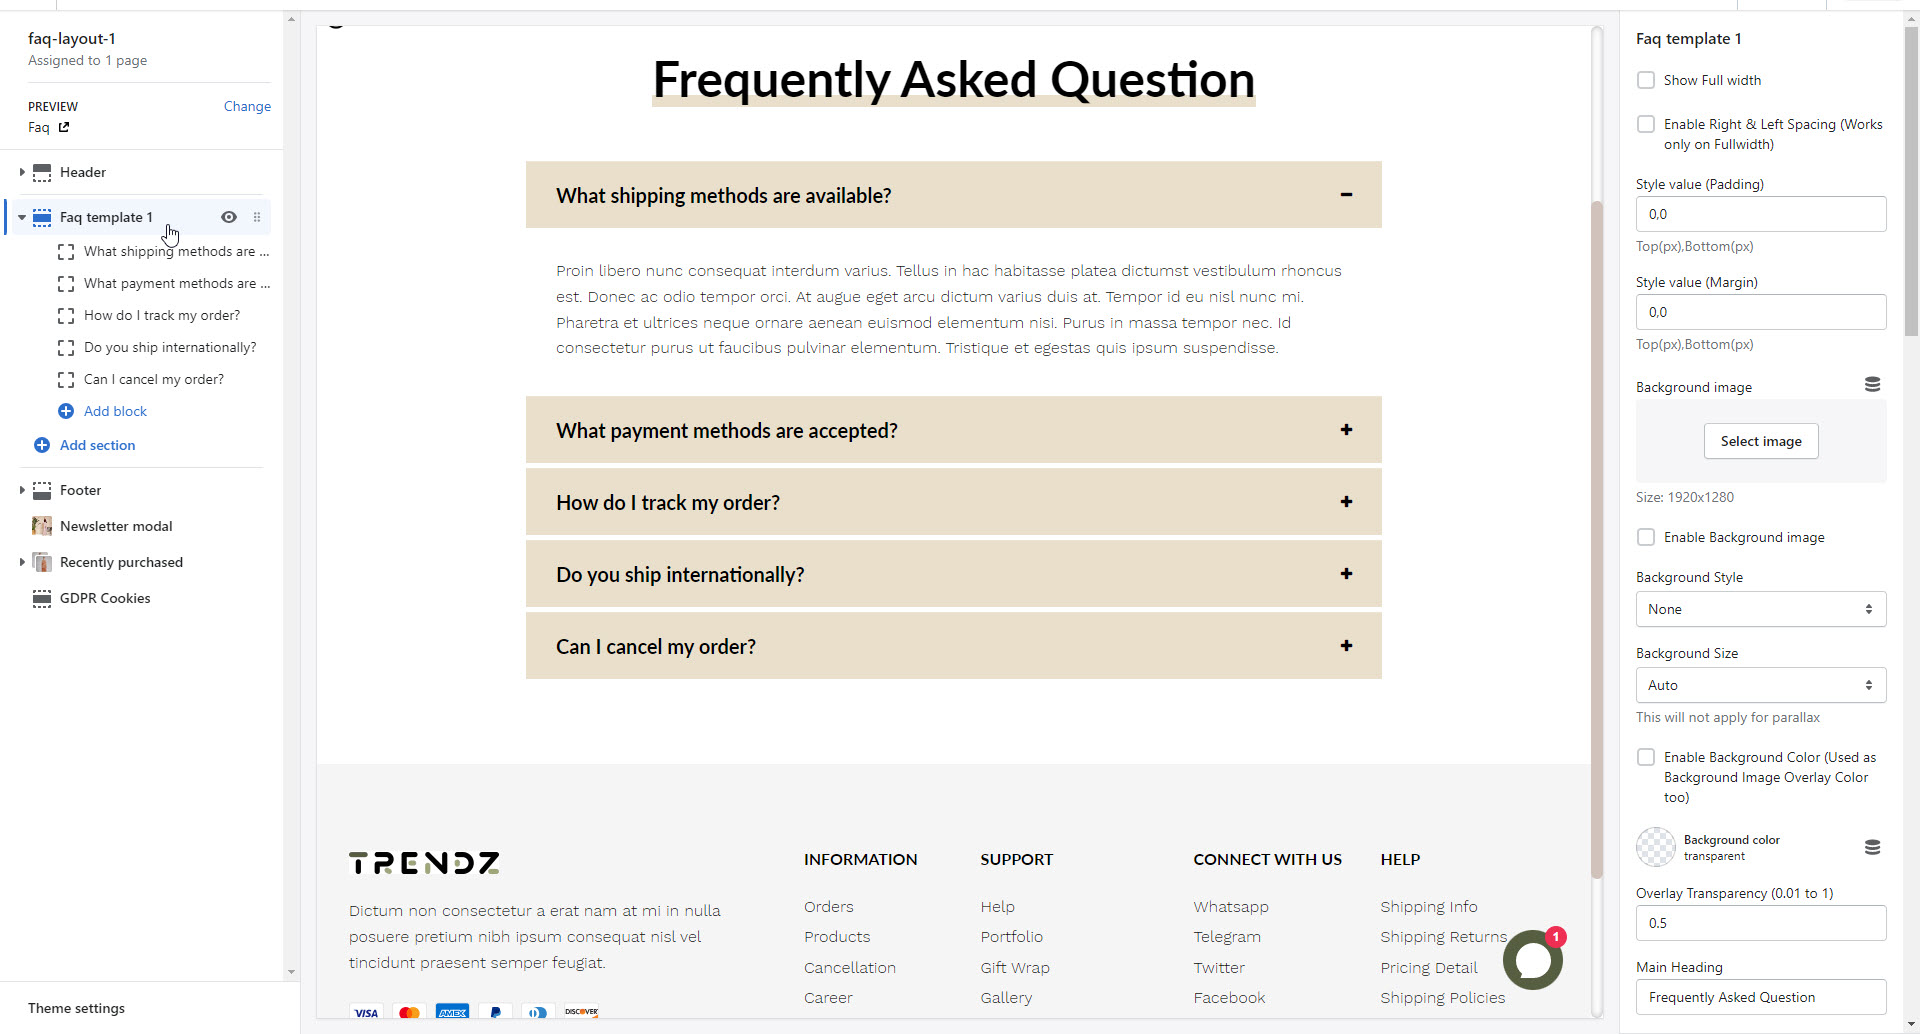 faq-layout-1
Assigned to 1 page
PREVIEW
Change
Faq
Header
Faq template 1
What shipping methods are ...
What payment methods are ...
How do I track my order?
Do you ship internationally?
Can I cancel my order?
Add block
Add section
Footer
Newsletter modal
Recently purchased
GDPR Cookies
Theme settings
Frequently Asked Question
What shipping methods are available?
Proin libero nunc consequat interdum varius. Tellus in hac habitasse platea dictumst vestibulum rhoncus
est. Donec ac odio tempor orci. At augue eget arcu dictum varius duis at. Tempor id eu nisl nunc mi.
Pharetra et ultrices neque ornare aenean euismod elementum nisi. Purus in massa tempor nec. Id
consectetur purus ut faucibus pulvinar elementum. Tristique et egestas quis ipsum suspendisse.
What payment methods are accepted?
How do I track my order?
Do you ship internationally?
Can I cancel my order?
TRENDZ
Dictum non consectetur a erat nam at mi in nulla
posuere pretium nibh ipsum consequat nisl vel
tincidunt praesent semper feugiat.
VISA
AMEX
DISCOVER
INFORMATION
Orders
Products
Cancellation
Career
SUPPORT
Help
Portfolio
Gift Wrap
Gallery
CONNECT WITH US
Whatsapp
Telegram
Twitter
Facebook
HELP
Shipping Info
Shipping Returns
Pricing Detail
Shipping Policies
1
Faq template 1
Show Full width
Enable Right & Left Spacing (Works
only on Fullwidth)
Style value (Padding)
0,0
Top(px),Bottom(px)
Style value (Margin)
0,0
Top(px),Bottom(px)
Background image
Select image
Size: 1920x1280
Enable Background image
Background Style
None
Background Size
Auto
This will not apply for parallax
Enable Background Color (Used as
Background Image Overlay Color
too)
Background color
transparent
Overlay Transparency (0.01 to 1)
0.5
Main Heading
Frequently Asked Question